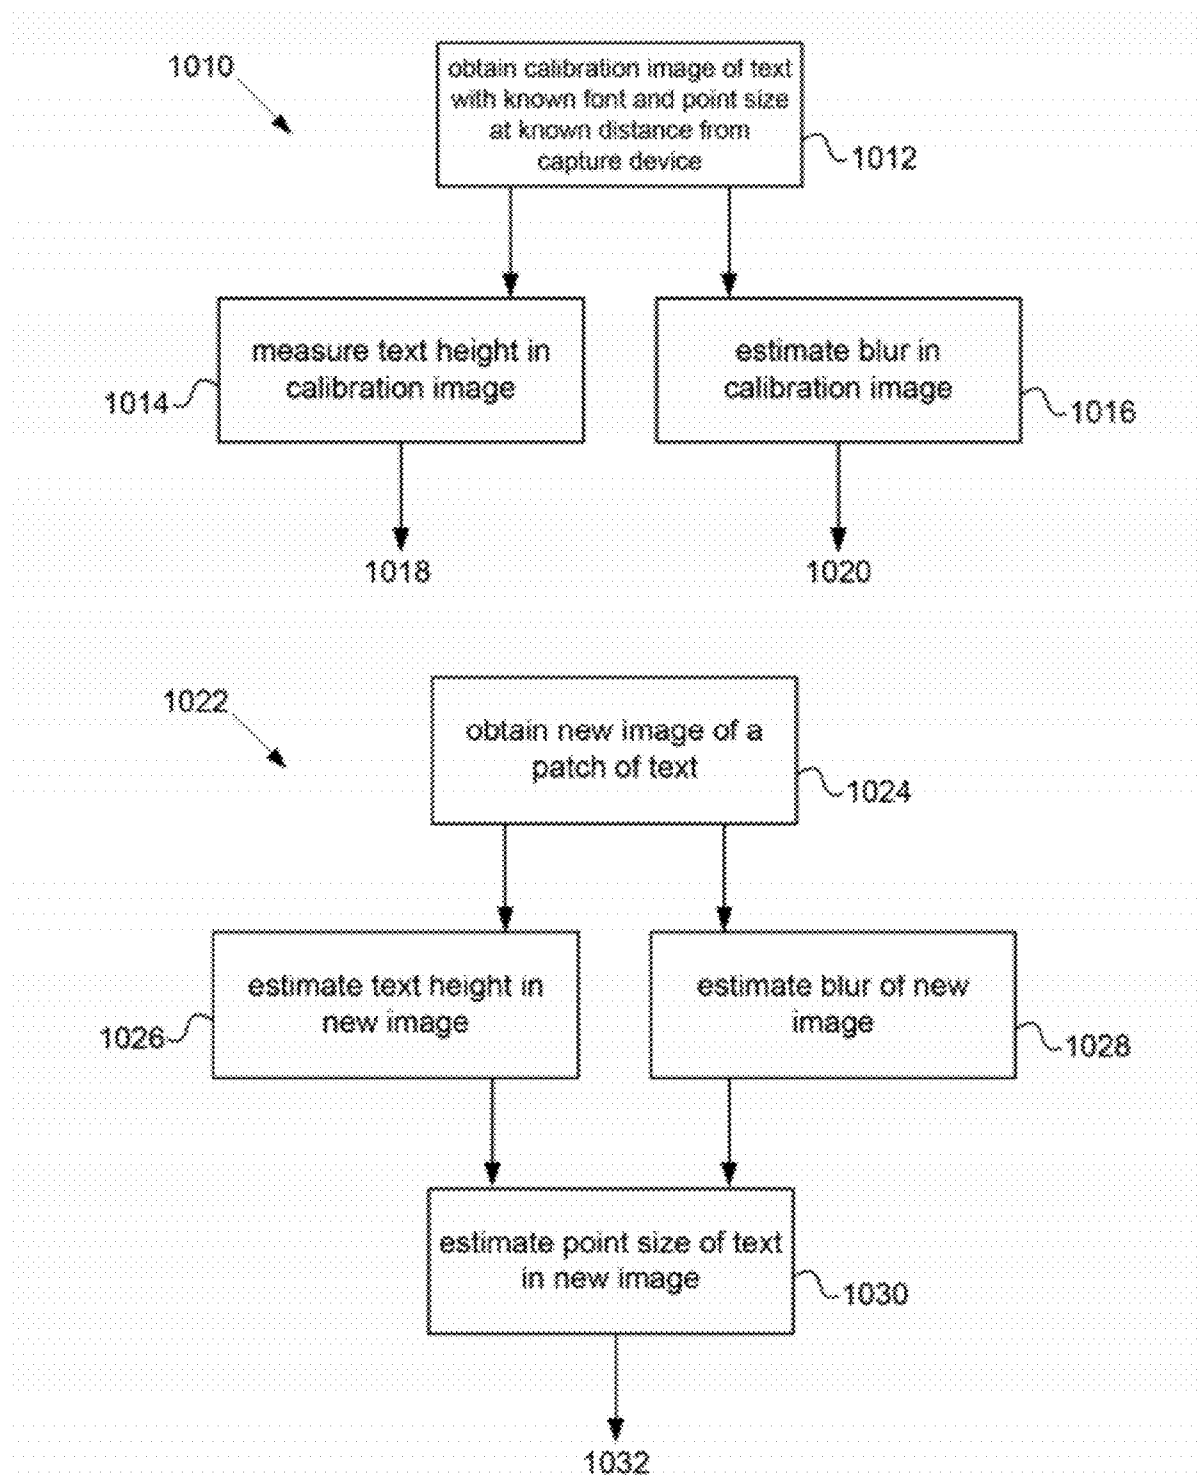 1010
obtain calibration image of text
with known font and point size
at known distance from
capture device
1012
measure text height in
calibration image
1014
estimate blur in
calibration image
1016
1018
1020
1022
obtain new image of a
patch of text
1024
estimate text height in
new image
1026
estimate blur of new
image
1028
estimate point size of text
in new image
1030
1032